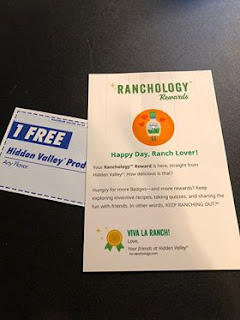 RANCHOLOGY™
Rewards
Happy Day, Ranch Lover!
Your Ranchology™ Reward is here, straight from
Hidden Valley®. How delicious is that?
Hungry for more Badges—and more rewards? Keep
exploring inventive recipes, taking quizzes, and sharing the
fun with friends. In other words, KEEP RANCHING OUT!®
VIVA LA RANCH!
Love,
Your friends at Hidden Valley®
1 FREE
Hidden Valley® Prod
Any Flavor